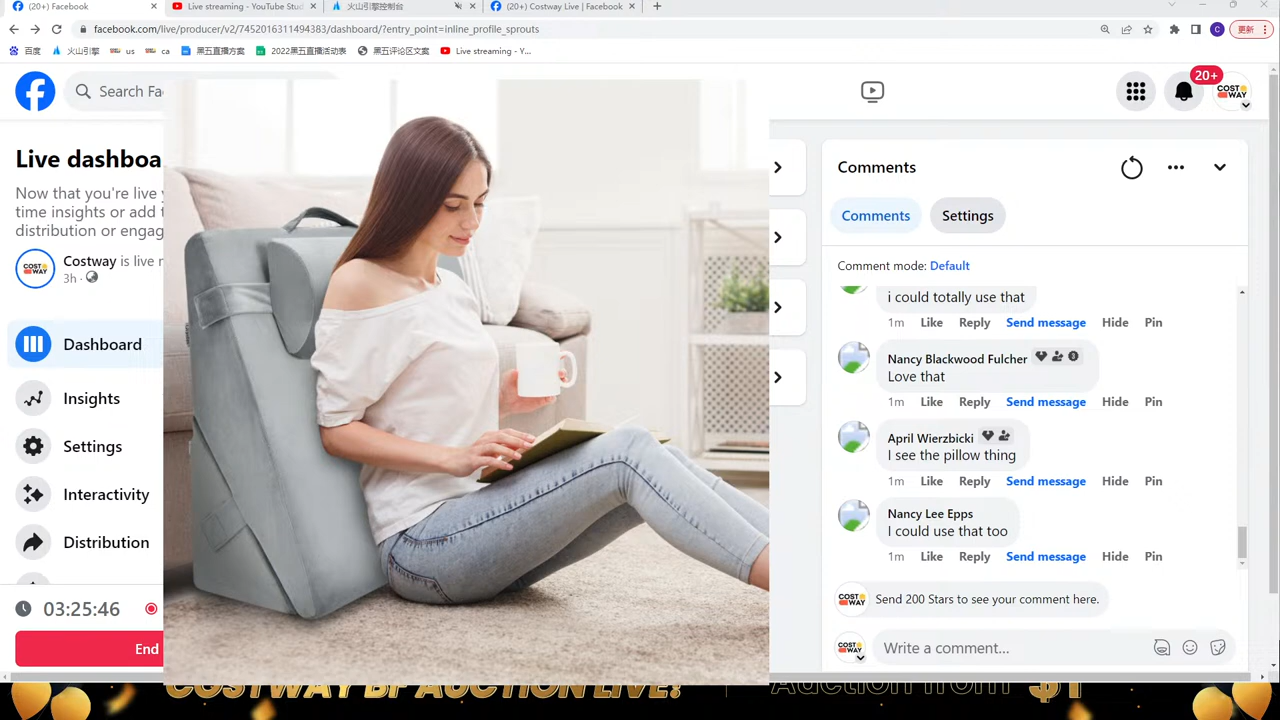 (20+) Facebook
Live streaming - YouTube Stud
火山引擎控制台
(20+) Costway Live | Facebook
facebook.com/live/producer/v2/7452016311494383/dashboard/?entry_point=inline_profile_sprouts
更新
百度
火山引擎
us
ca
黑五直播方案
2022黑五直播活动表
黑五评论区文案
Live streaming - Y...
Search Fa
20+
COSTWAY
Live dashboa
Now that you're live y
time insights or add t
distribution or engag
COSTWAY
Costway is live n
3h ·
Dashboard
Insights
Settings
Interactivity
Distribution
03:25:46
End
Comments
Comments
Settings
Comment mode: Default
i could totally use that
1m Like Reply Send message Hide Pin
Nancy Blackwood Fulcher
Love that
1m Like Reply Send message Hide Pin
April Wierzbicki
I see the pillow thing
1m Like Reply Send message Hide Pin
Nancy Lee Epps
I could use that too
1m Like Reply Send message Hide Pin
COSTWAY
Send 200 Stars to see your comment here.
COSTWAY
Write a comment...
COSTWAY BF AUCTION LIVE!
Auction from $1